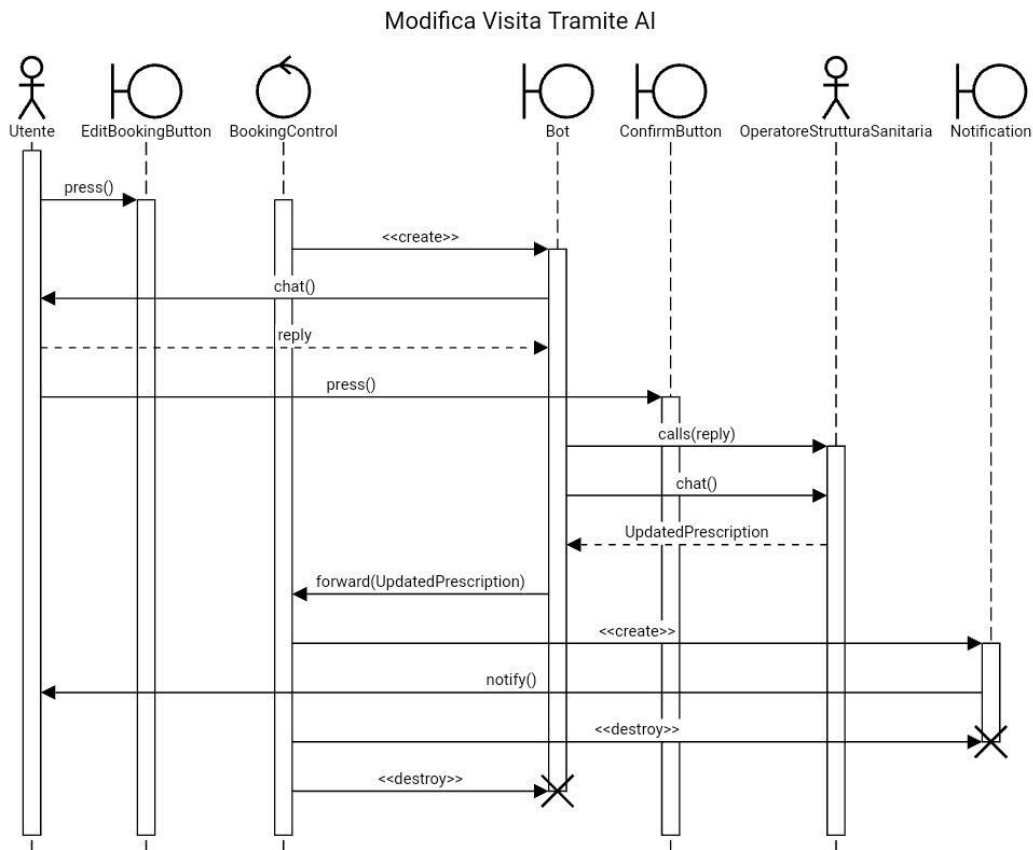 Modifica Visita Tramite AI
Utente
EditBookingButton
BookingControl
Bot
ConfirmButton
OperatoreStrutturaSanitaria
Notification
press()
<<create>>
chat()
reply
press()
calls(reply)
chat()
UpdatedPrescription
forward(UpdatedPrescription)
<<create>>
notify()
<<destroy>>
<<destroy>>